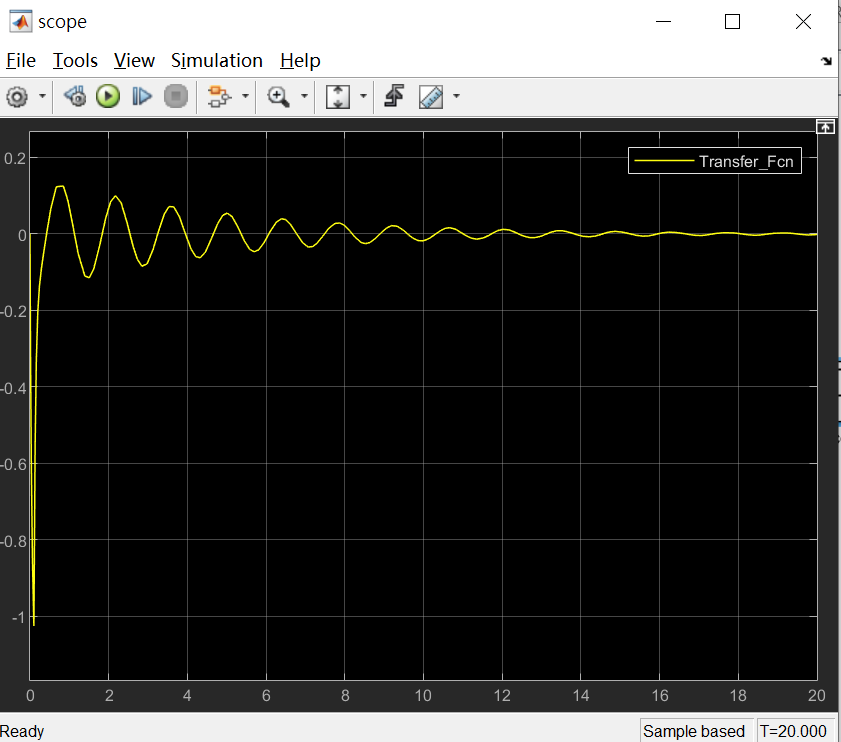 scope
File Tools View Simulation Help
Transfer_Fcn
0.2
0
-0.2
-0.4
-0.6
-0.8
-1
0 2 4 6 8 10 12 14 16 18 20
Ready Sample based T=20.000